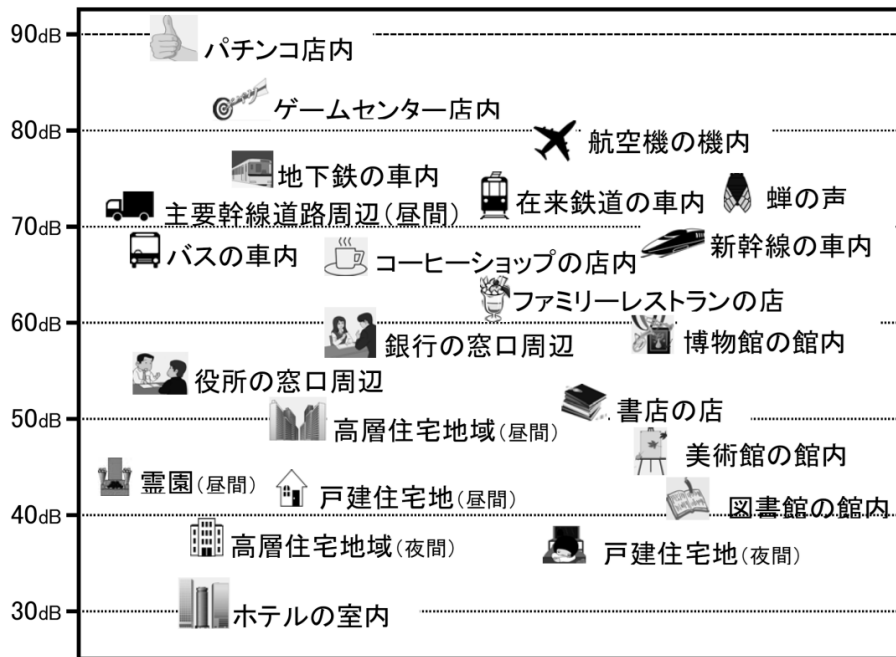 90dB
パチンコ店内
ゲームセンター店内
80dB
航空機の機内
地下鉄の車内
在来鉄道の車内
蝉の声
主要幹線道路周辺(昼間)
70dB
バスの車内
コーヒーショップの店内
新幹線の車内
ファミリーレストランの店
60dB
銀行の窓口周辺
博物館の館内
役所の窓口周辺
50dB
書店の店
高層住宅地域(昼間)
美術館の館内
霊園(昼間)
戸建住宅地(昼間)
図書館の館内
40dB
高層住宅地域(夜間)
戸建住宅地(夜間)
30dB
ホテルの室内